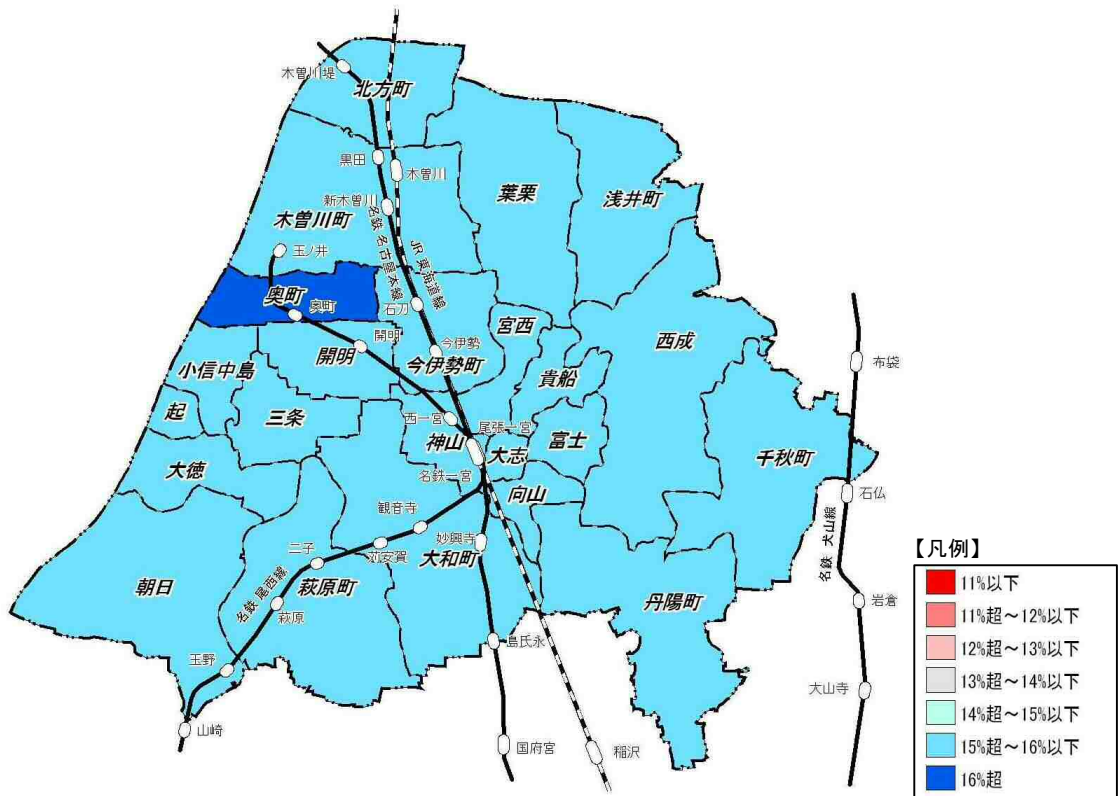 木曽川堤
北方町
黒田
木曽川
葉栗
浅井町
新木曽川
木曽川町
名鉄 名古屋本線
JR 東海道線
玉ノ井
奥町
奥町
石刀
宮西
西成
開明
開明
今伊勢
今伊勢町
布袋
小信中島
貴船
起
三条
西一宮
尾張一宮
神山
大志
富士
千秋町
大徳
名鉄一宮
向山
石仏
観音寺
妙興寺
二子
苅安賀
大和町
名鉄 犬山線
朝日
名鉄 尾西線
萩原町
萩原
丹陽町
岩倉
島氏永
玉野
大山寺
山崎
国府宮
稲沢
【凡例】
11%以下
11%超～12%以下
12%超～13%以下
13%超～14%以下
14%超～15%以下
15%超～16%以下
16%超